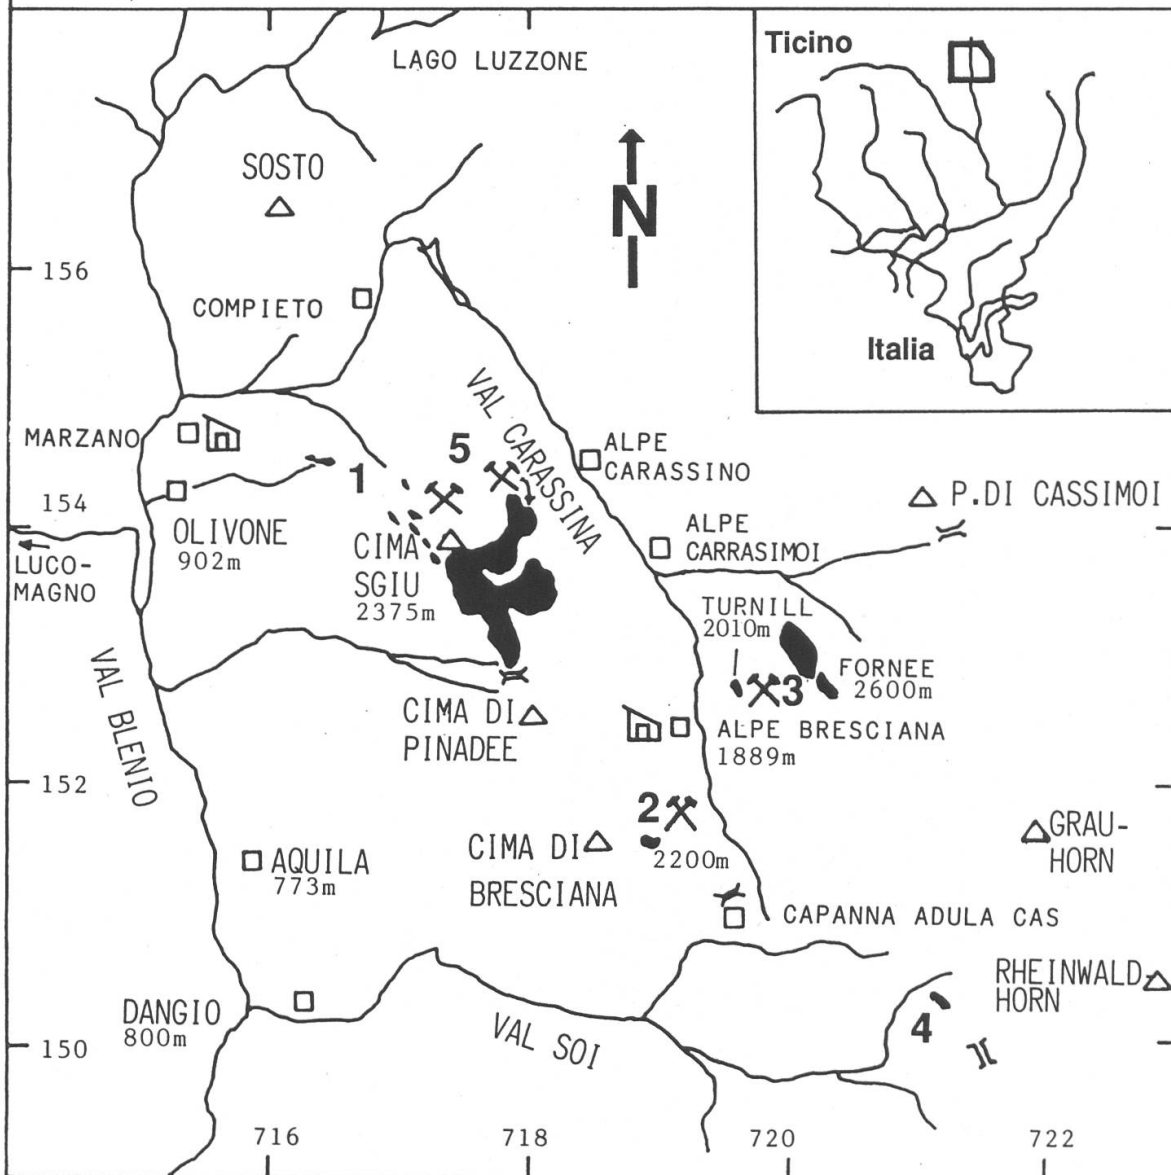 LAGO LUZZONE
Ticino
SOSTO
N
156
COMPIETO
Italia
VAL CARASSINA
MARZANO
5
ALPE
CARASSINO
1
154
P.DI CASSIMOI
OLIVONE
902m
ALPE
CARRASIMOI
CIMA
SGIU
2375m
LUCO-
MAGNO
TURNILL
2010m
FORNEE
2600m
3
VAL BLENIO
CIMA DI
PINADEE
ALPE BRESCIANA
1889m
152
2
2200m
GRAU-
HORN
CIMA DI
BRESCIANA
AQUILA
773m
CAPANNA ADULA CAS
RHEINWALD-
HORN
DANGIO
800m
4
VAL SOI
150
716
718
720
722